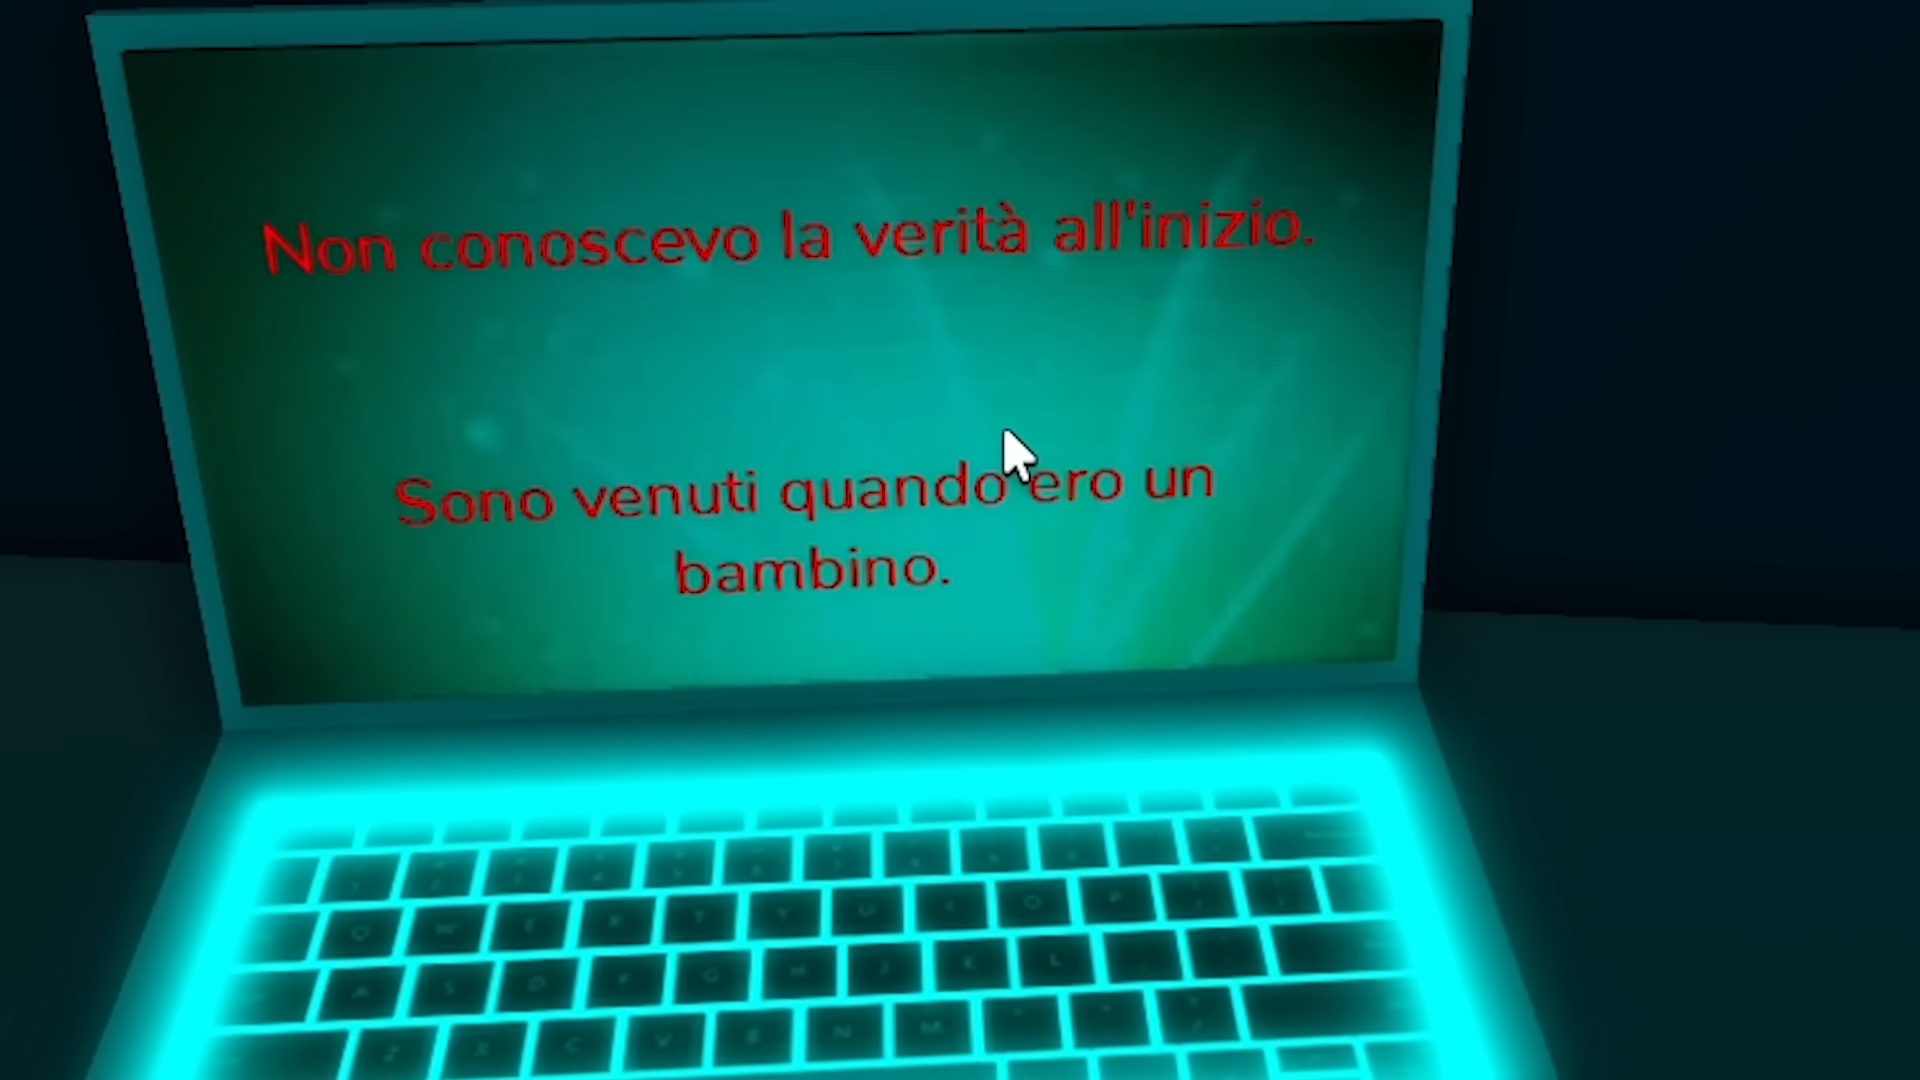 Non conoscevo la verità all'inizio.
Sono venuti quando ero un
bambino.